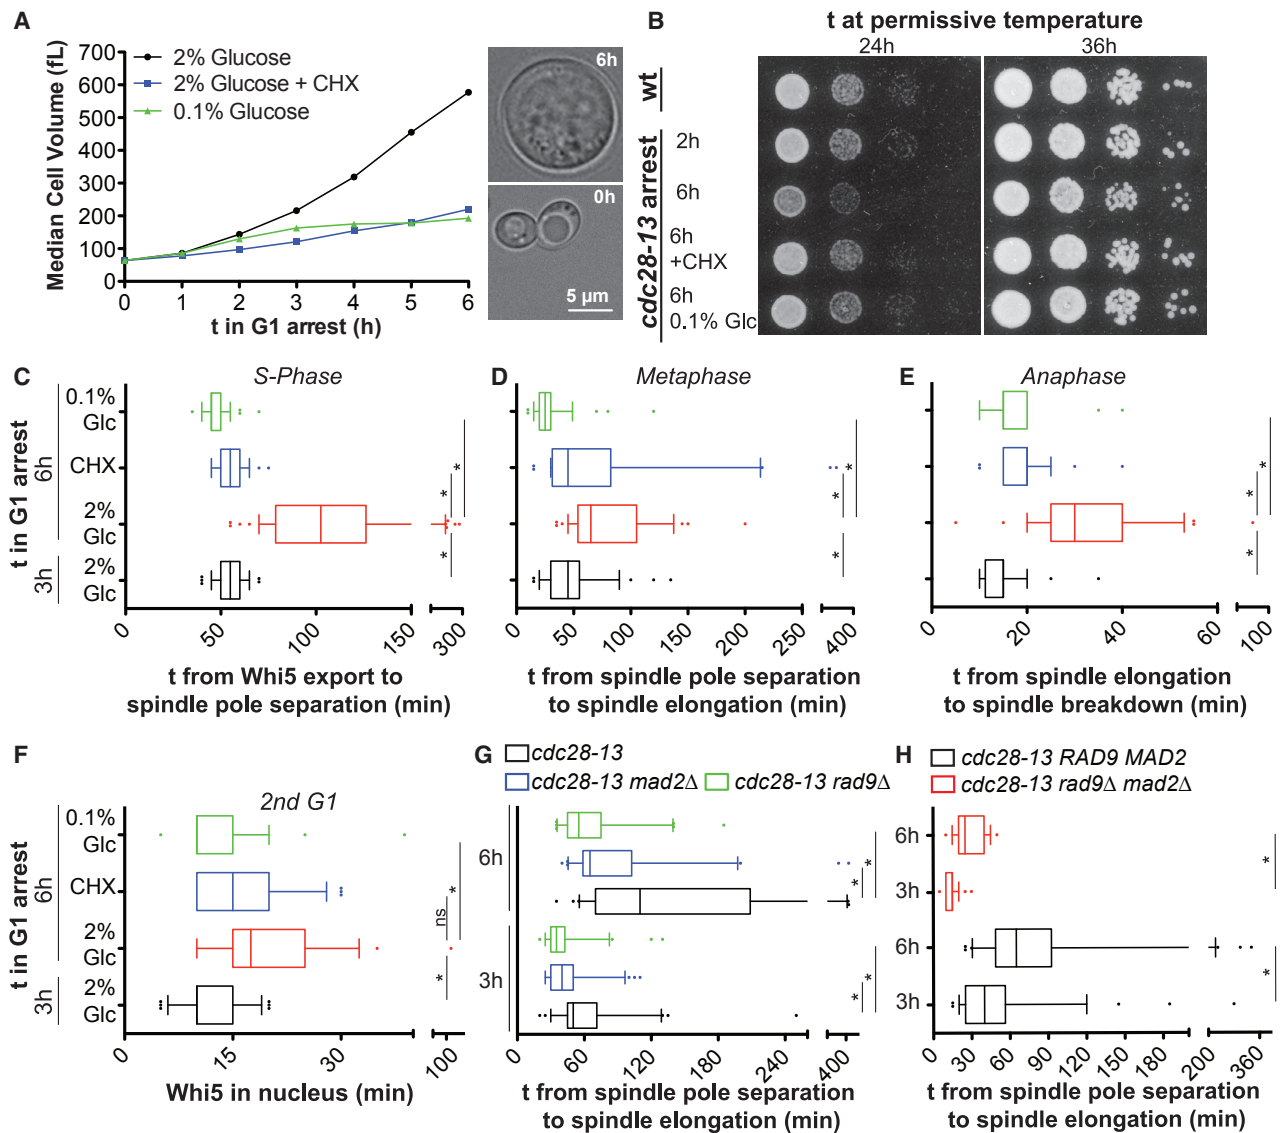 A
Median Cell Volume (fL)
700
600
500
400
300
200
100
0
2% Glucose
2% Glucose + CHX
0.1% Glucose
0 1 2 3 4 5 6
t in G1 arrest (h)
6h
0h
5 µm
B
t at permissive temperature
24h 36h
wt
cdc28-13 arrest
2h
6h
6h
+CHX
6h
0.1% Glc
C
S-Phase
t in G1 arrest
6h
3h
0.1%
Glc
CHX
2%
Glc
2%
Glc
*
*
*
0 50 100 150 300
t from Whi5 export to
spindle pole separation (min)
D
Metaphase
*
*
*
0 50 100 150 200 250 400
t from spindle pole separation
to spindle elongation (min)
E
Anaphase
*
*
*
0 20 40 60 100
t from spindle elongation
to spindle breakdown (min)
F
2nd G1
t in G1 arrest
6h
3h
0.1%
Glc
CHX
2%
Glc
2%
Glc
*
ns
*
0 15 30 100
Whi5 in nucleus (min)
G
cdc28-13
cdc28-13 mad2Δ
cdc28-13 rad9Δ
6h
3h
*
*
*
*
0 60 120 180 240 400
t from spindle pole separation
to spindle elongation (min)
H
cdc28-13 RAD9 MAD2
cdc28-13 rad9Δ mad2Δ
6h
3h
6h
3h
*
*
0 30 60 90 120 150 180 200 360
t from spindle pole separation
to spindle elongation (min)